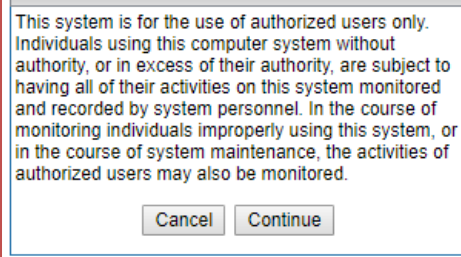 This system is for the use of authorized users only.
Individuals using this computer system without
authority, or in excess of their authority, are subject to
having all of their activities on this system monitored
and recorded by system personnel. In the course of
monitoring individuals improperly using this system, or
in the course of system maintenance, the activities of
authorized users may also be monitored.
Cancel Continue